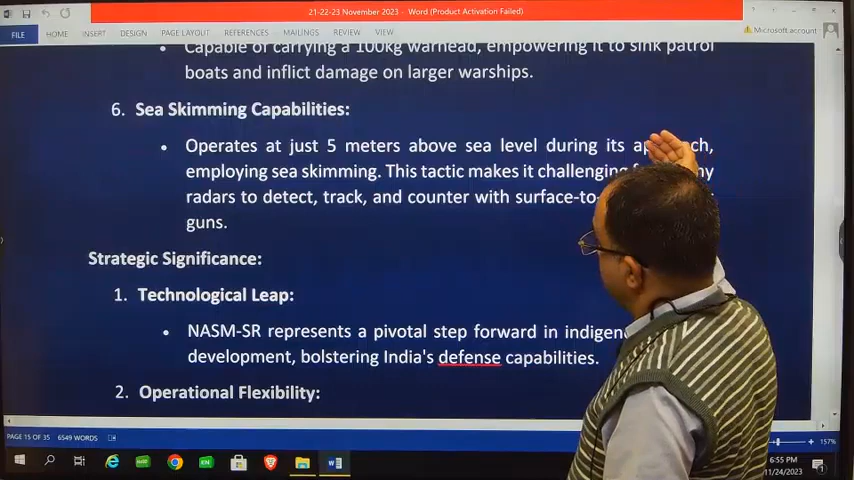 21-22-23 November 2023 - Word (Product Activation Failed)
FILE HOME INSERT DESIGN PAGE LAYOUT REFERENCES MAILINGS REVIEW VIEW Microsoft account
• Capable of carrying a 100kg warhead, empowering it to sink patrol
boats and inflict damage on larger warships.
6. Sea Skimming Capabilities:
• Operates at just 5 meters above sea level during its
employing sea skimming. This tactic makes it challenging
radars to detect, track, and counter with surface-to-
guns.
Strategic Significance:
1. Technological Leap:
• NASM-SR represents a pivotal step forward in
development, bolstering India's defense capabilities.
2. Operational Flexibility:
PAGE 15 OF 35 6549 WORDS 157%
6:55 PM
11/24/2023